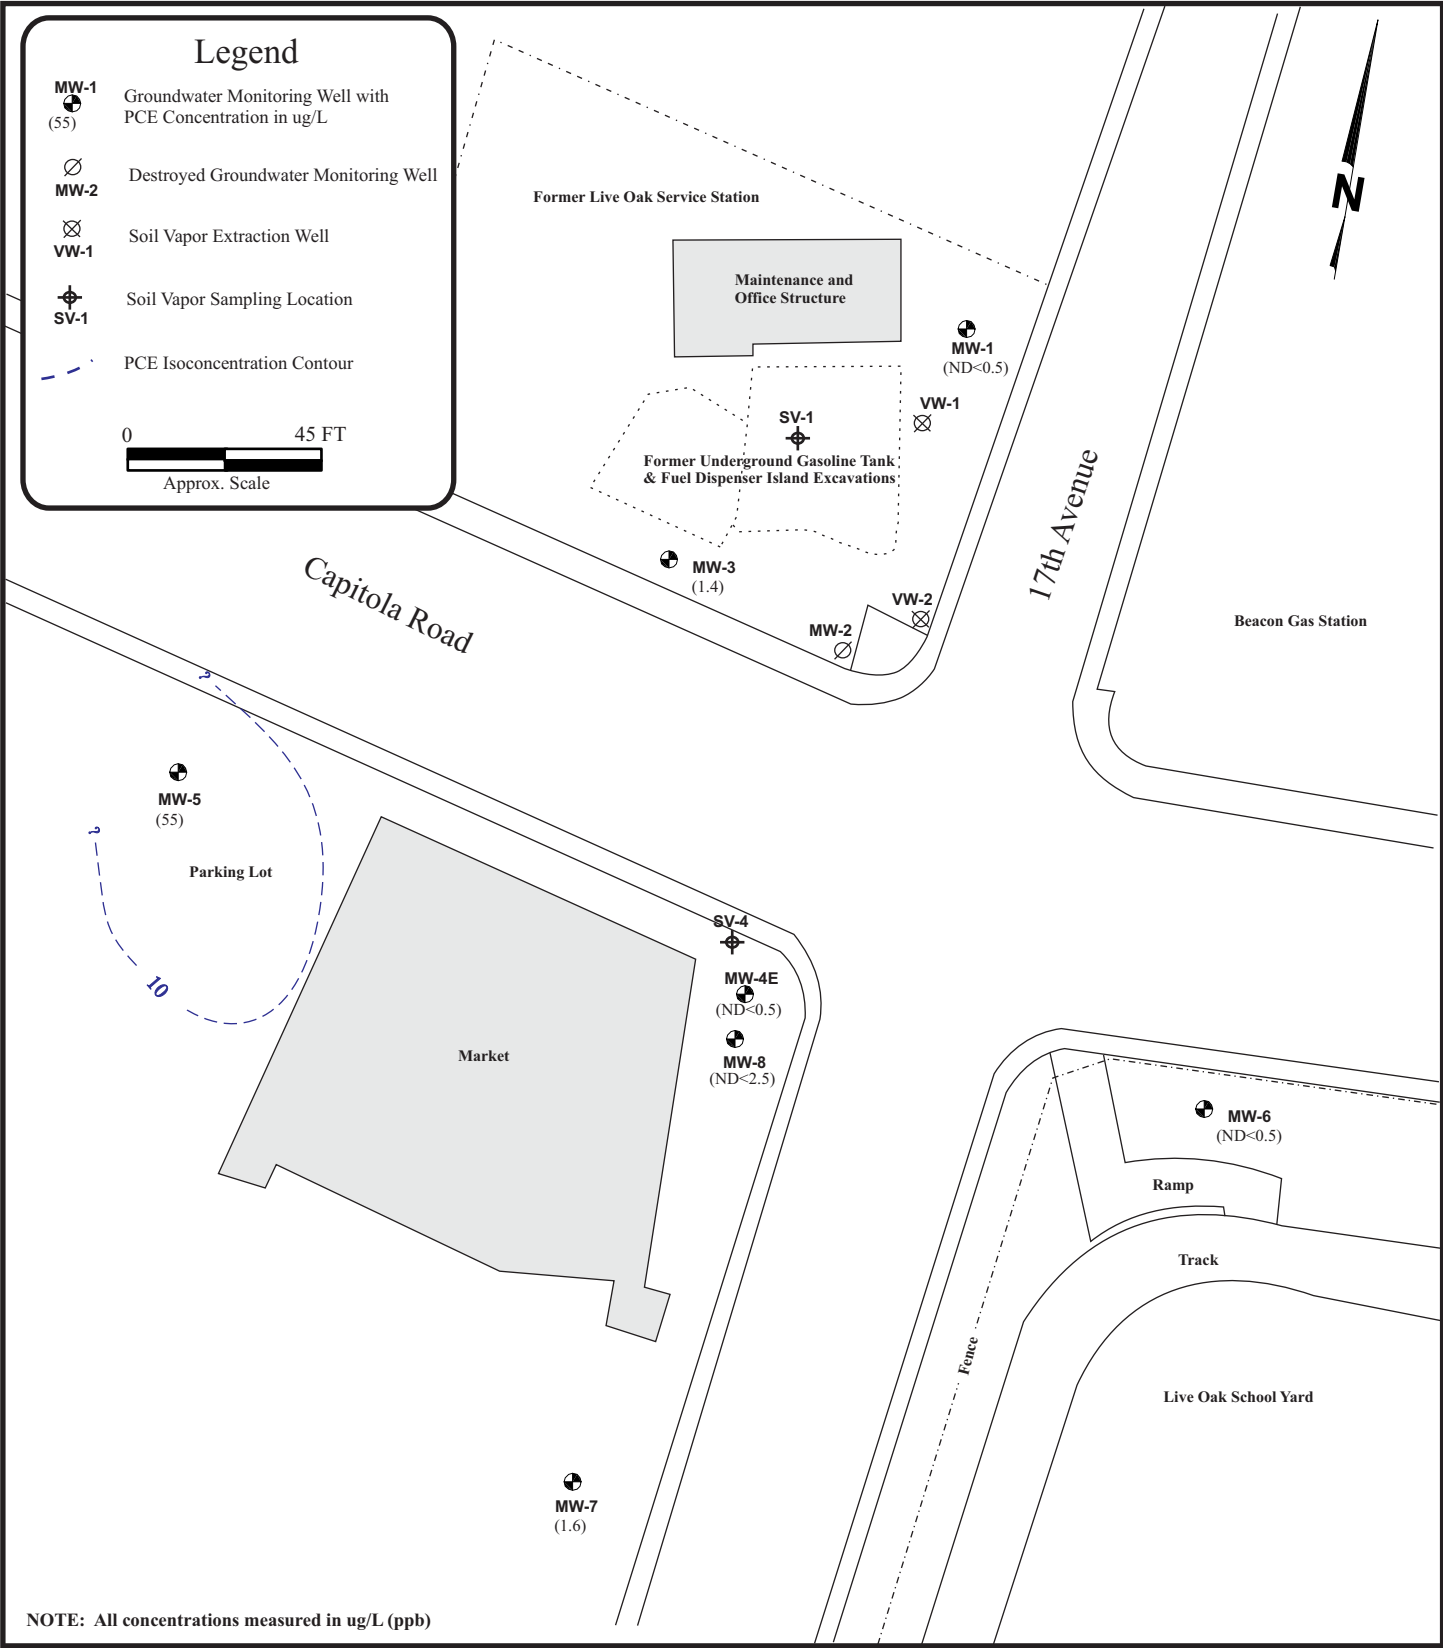 Legend
MW-1
(55)
Groundwater Monitoring Well with
PCE Concentration in ug/L
MW-2
Destroyed Groundwater Monitoring Well
VW-1
Soil Vapor Extraction Well
SV-1
Soil Vapor Sampling Location
PCE Isoconcentration Contour
0 45 FT
Approx. Scale
N
Former Live Oak Service Station
Maintenance and
Office Structure
MW-1
(ND<0.5)
VW-1
SV-1
Former Underground Gasoline Tank
& Fuel Dispenser Island Excavations
17th Avenue
MW-3
(1.4)
Capitola Road
VW-2
MW-2
Beacon Gas Station
?
MW-5
(55)
?
Parking Lot
10
SV-4
MW-4E
(ND<0.5)
MW-8
(ND<2.5)
Market
MW-6
(ND<0.5)
Ramp
Track
Fence
Live Oak School Yard
MW-7
(1.6)
NOTE: All concentrations measured in ug/L (ppb)